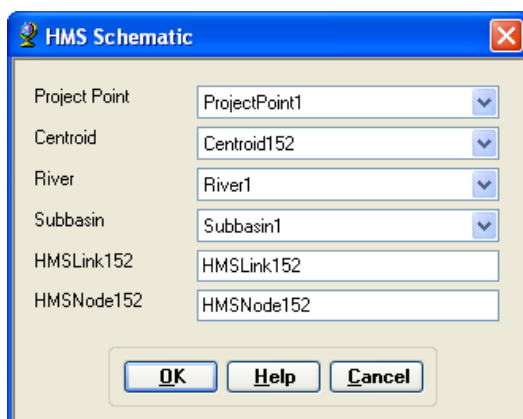 HMS Schematic
Project Point ProjectPoint1
Centroid Centroid152
River River1
Subbasin Subbasin1
HMSLink152 HMSLink152
HMSNode152 HMSNode152
OK Help Cancel